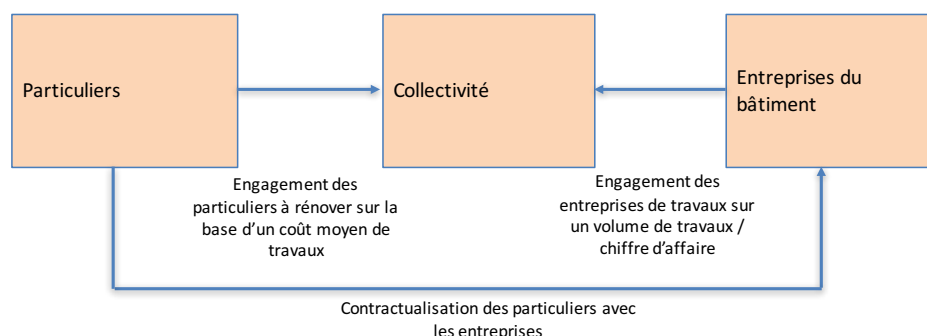 Particuliers
Collectivité
Entreprises du
bâtiment
Engagement des
particuliers à rénover sur la
base d'un coût moyen de
travaux
Engagement des
entreprises de travaux sur
un volume de travaux /
chiffre d'affaire
Contractualisation des particuliers avec
les entreprises